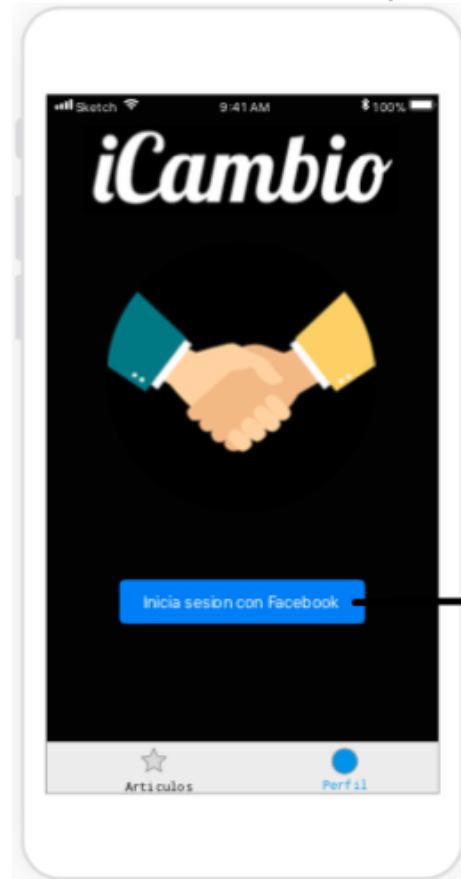 Sketch 9:41 AM 100%
iCambio
Inicia sesion con Facebook
Articulos Perfil